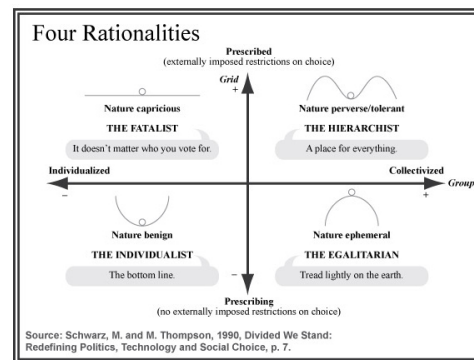 Four Rationalities
Prescribed
(externally imposed restrictions on choice)
Grid
+
Nature capricious
THE FATALIST
It doesn't matter who you vote for.
Nature perverse/tolerant
THE HIERARCHIST
A place for everything.
Individualized
–
Collectivized
Group
+
Nature benign
THE INDIVIDUALIST
The bottom line.
Nature ephemeral
THE EGALITARIAN
Tread lightly on the earth.
–
Prescribing
(no externally imposed restrictions on choice)
Source: Schwarz, M. and M. Thompson, 1990, Divided We Stand:
Redefining Politics, Technology and Social Choice, p. 7.